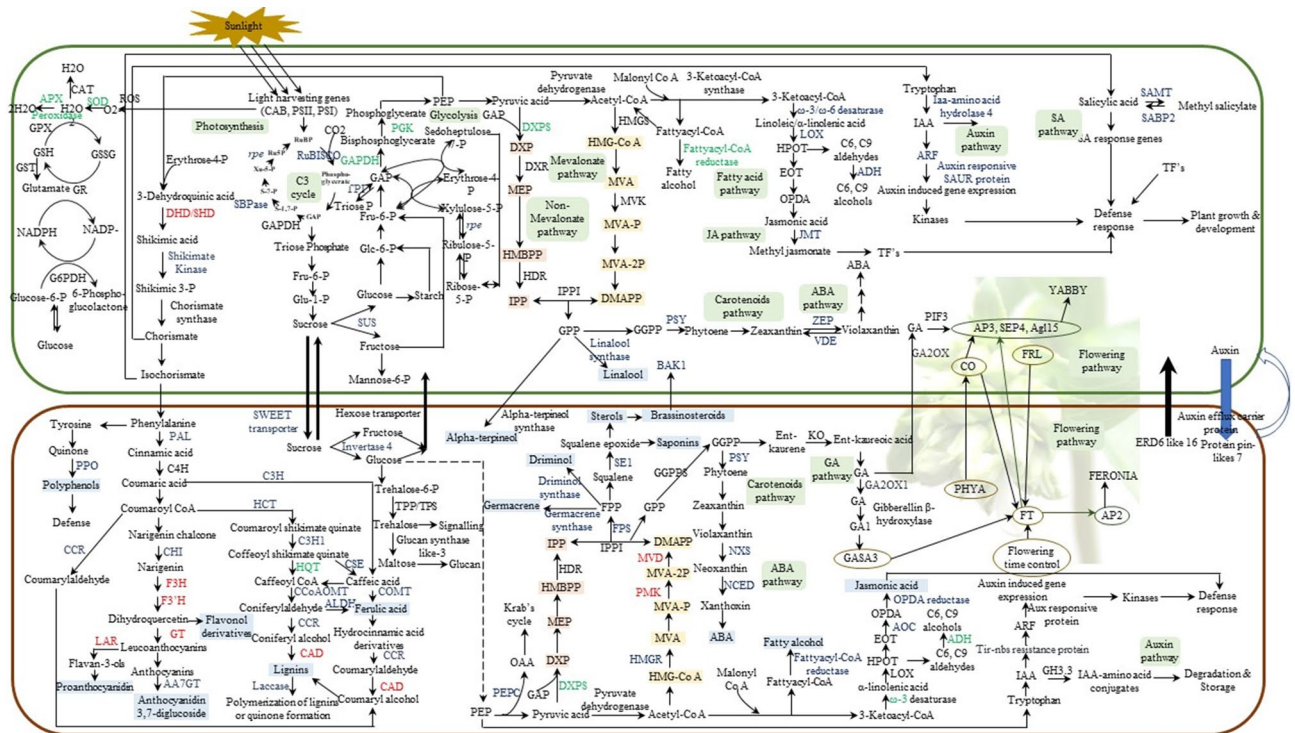 Sunlight
H2O
CAT
APX
SOD
ROS
2H2O
H2O
2
O2
Peroxidase
GPX
GSH
GSSG
GST
Glutamate
GR
NADPH
NADP-
G6PDH
Glucose-6-P
6-Phospho-
glucolactone
Glucose
Erythrose-4-P
3-Dehydroquinic acid
DHD/SHD
Shikimic acid
Shikimate
Kinase
Shikimic 3-P
Chorismate
synthase
Chorismate
Isochorismate
Light harvesting genes
(CAB, PSII, PSI)
Photosynthesis
RuBP
CO2
rpe
Ru5P
RuBISCO
Xu-5-P
Phospho-
glycerate
C3
cycle
S-7-P
SBPase
S-1,7-P
GAP
GAPDH
TPI
Triose P
Triose Phosphate
Fru-6-P
Glu-1-P
Sucrose
SUS
PEP
Glycolysis
Phosphoglycerate
PGK
Bisphosphoglycerate
GAPDH
GAP
Fru-6-P
Glc-6-P
Glucose
Starch
Fructose
Mannose-6-P
Sedoheptulose
-P
Erythrose-4-
P
Xylulose-5-P
rpe
Ribulose-5-
P
Ribose-
5-P
Pyruvic acid
Pyruvate
dehydrogenase
GAP
DXPS
DXP
DXR
MEP
Non-
Mevalonate
pathway
HMBPP
HDR
IPP
IPPI
DMAPP
Acetyl-CoA
HMGS
HMG-Co A
Mevalonate
pathway
MVA
MVK
MVA-P
MVA-2P
Malonyl Co A
3-Ketoacyl-CoA
synthase
Fattyacyl-CoA
Fattyacyl-CoA
reductase
Fatty
alcohol
Fatty acid
pathway
3-Ketoacyl-CoA
ω-3/ω-6 desaturase
Linoleic/α-linolenic acid
LOX
HPOT
C6, C9
aldehydes
ADH
C6, C9
alcohols
EOT
OPDA
Jasmonic acid
JA pathway
JMT
Methyl jasmonate
TF's
Tryptophan
Iaa-amino acid
hydrolase 4
IAA
Auxin
pathway
ARF
Auxin responsive
SAUR protein
Auxin induced gene expression
Kinases
SA
pathway
Salicylic acid
SAMT
SABP2
Methyl salicylate
SA response genes
TF's
Defense
response
Plant growth &
development
GPP
GGPP
PSY
Phytoene
Carotenoids
pathway
Zeaxanthin
ZEP
VDE
Violaxanthin
ABA
ABA
pathway
Linalool
synthase
Linalool
BAK1
GA
PIF3
GA2OX
YABBY
AP3, SEP4, Agl15
CO
FRL
Flowering
pathway
Auxin
Alpha-terpineol
synthase
Alpha-terpineol
SWEET
transporter
Hexose transporter
Sucrose
Fructose
Invertase 4
Glucose
Trehalose-6-P
TPP/TPS
Trehalose
Signalling
Glucan synthase
like-3
Maltose
Glucan
Tyrosine
Phenylalanine
Quinone
PAL
PPO
Cinnamic acid
C4H
Polyphenols
Coumaric acid
C3H
Defense
Coumaroyl CoA
HCT
CCR
Narigenin chalcone
Coumaroyl shikimate quinate
C3H1
CHI
Coffeoyl shikimate quinate
Narigenin
HQT
CSE
Coumarylaldehyde
F3H
Caffeoyl CoA
Caffeic acid
CCoAOMT
COMT
F3'H
Coniferylaldehyde
ALDH
Ferulic acid
Dihydroquercetin
Flavonol
derivatives
CCR
Coniferyl alcohol
Hydrocinnamic acid
derivatives
LAR
GT
Leucoanthocyanins
CAD
CCR
Flavan-3-ols
Lignins
Coumarylaldehyde
Anthocyanins
Proanthocyanidin
AA7GT
Laccase
CAD
Anthocyanidin
3,7-diglucoside
Polymerization of lignins
or quinone formation
Coumaryl alcohol
Sterols
Brassinosteroids
Squalene epoxide
Saponins
Driminol
SE1
Driminol
synthase
Squalene
Germacrene
Germacrene
synthase
FPP
FPS
GPP
GGPPS
GGPP
IPP
IPPI
DMAPP
HDR
HMBPP
MEP
DXP
DXPS
GAP
Krab's
cycle
OAA
PEPC
PEP
Pyruvic acid
Pyruvate
dehydrogenase
Acetyl-CoA
MVD
MVA-2P
PMK
MVA-P
MVA
HMGR
HMG-Co A
PSY
Phytoene
Carotenoids
pathway
Zeaxanthin
Violaxanthin
NXS
Neoxanthin
NCED
Xanthoxin
ABA
ABA
pathway
Malonyl
Co A
Fatty alcohol
Fattyacyl-CoA
reductase
Fattyacyl-CoA
3-Ketoacyl-CoA
Ent-
kaurene
KO
Ent-kaureoic acid
GA
pathway
GA
GA2OX1
GA
Gibberellin β-
hydroxylase
GA1
GASA3
PHYA
Flowering
pathway
FT
AP2
FERONIA
Flowering
time control
ERD6 like 16
Auxin efflux carrier
protein
Protein pin-
likes 7
Jasmonic acid
OPDA reductase
OPDA
AOC
C6, C9
alcohols
EOT
ADH
HPOT
C6, C9
aldehydes
LOX
α-linolenic acid
ω-3 desaturase
Auxin induced gene
expression
Aux responsive
protein
ARF
Tir-nbs resistance protein
IAA
GH3.3
IAA-amino acid
conjugates
Tryptophan
Kinases
Defense
response
Auxin
pathway
Degradation &
Storage